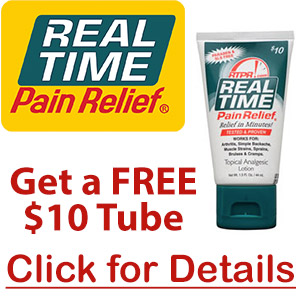 REAL
TIME
Pain Relief®
$10
RTPR
REAL
TIME
Pain Relief
Relief in Minutes!
TESTED & PROVEN
WORKS FOR:
Arthritis, Simple Backache,
Muscle Strains, Sprains,
Bruises & Cramps.
Topical Analgesic
Lotion
Get a FREE
$10 Tube
Click for Details